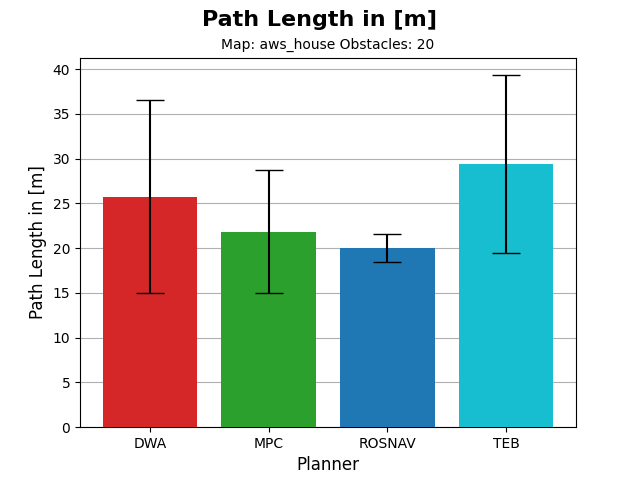 Path Length in [m]
Map: aws_house Obstacles: 20
Path Length in [m]
40
35
30
25
20
15
10
5
0
DWA MPC ROSNAV TEB
Planner